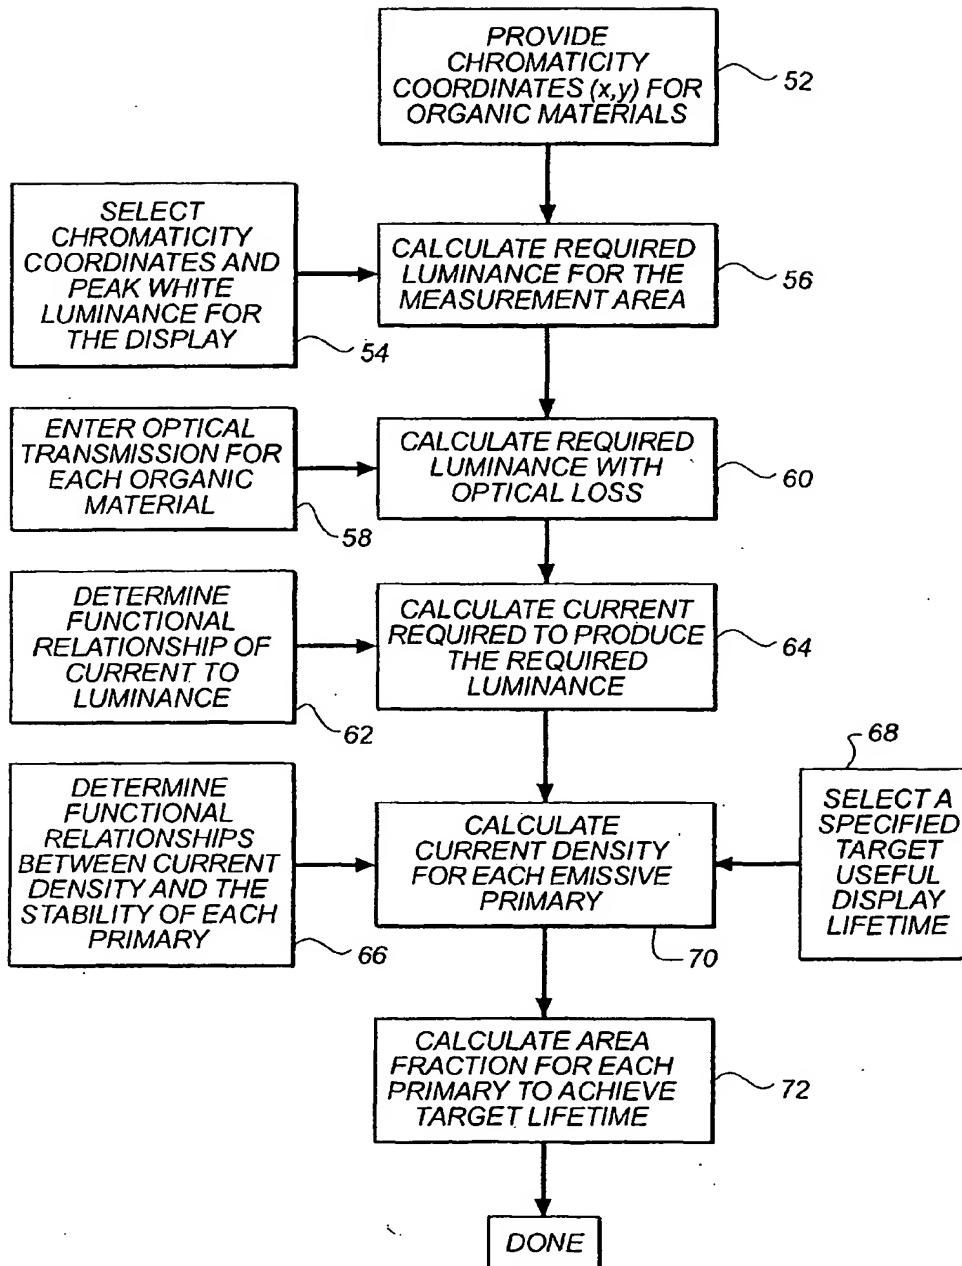 PROVIDE
CHROMATICITY
COORDINATES (x,y) FOR
ORGANIC MATERIALS
52
SELECT
CHROMATICITY
COORDINATES AND
PEAK WHITE
LUMINANCE FOR
THE DISPLAY
54
CALCULATE REQUIRED
LUMINANCE FOR THE
MEASUREMENT AREA
56
ENTER OPTICAL
TRANSMISSION FOR
EACH ORGANIC
MATERIAL
58
CALCULATE REQUIRED
LUMINANCE WITH
OPTICAL LOSS
60
DETERMINE
FUNCTIONAL
RELATIONSHIP OF
CURRENT TO
LUMINANCE
62
CALCULATE CURRENT
REQUIRED TO PRODUCE
THE REQUIRED
LUMINANCE
64
DETERMINE
FUNCTIONAL
RELATIONSHIPS
BETWEEN CURRENT
DENSITY AND THE
STABILITY OF EACH
PRIMARY
66
CALCULATE
CURRENT DENSITY
FOR EACH EMISSIVE
PRIMARY
70
68
SELECT A
SPECIFIED
TARGET
USEFUL
DISPLAY
LIFETIME
CALCULATE AREA
FRACTION FOR EACH
PRIMARY TO ACHIEVE
TARGET LIFETIME
72
DONE